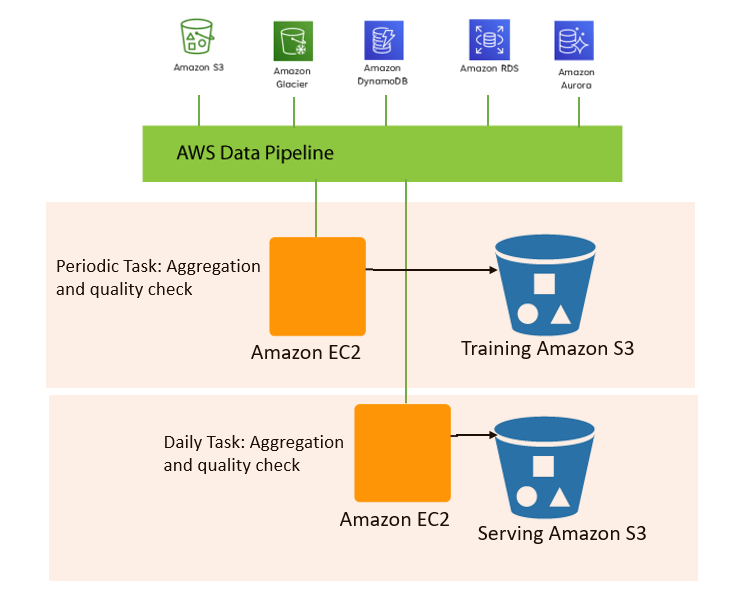 Amazon S3
Amazon
Glacier
Amazon
DynamoDB
Amazon RDS
Amazon
Aurora
AWS Data Pipeline
Periodic Task: Aggregation
and quality check
Amazon EC2
Training Amazon S3
Daily Task: Aggregation
and quality check
Amazon EC2
Serving Amazon S3